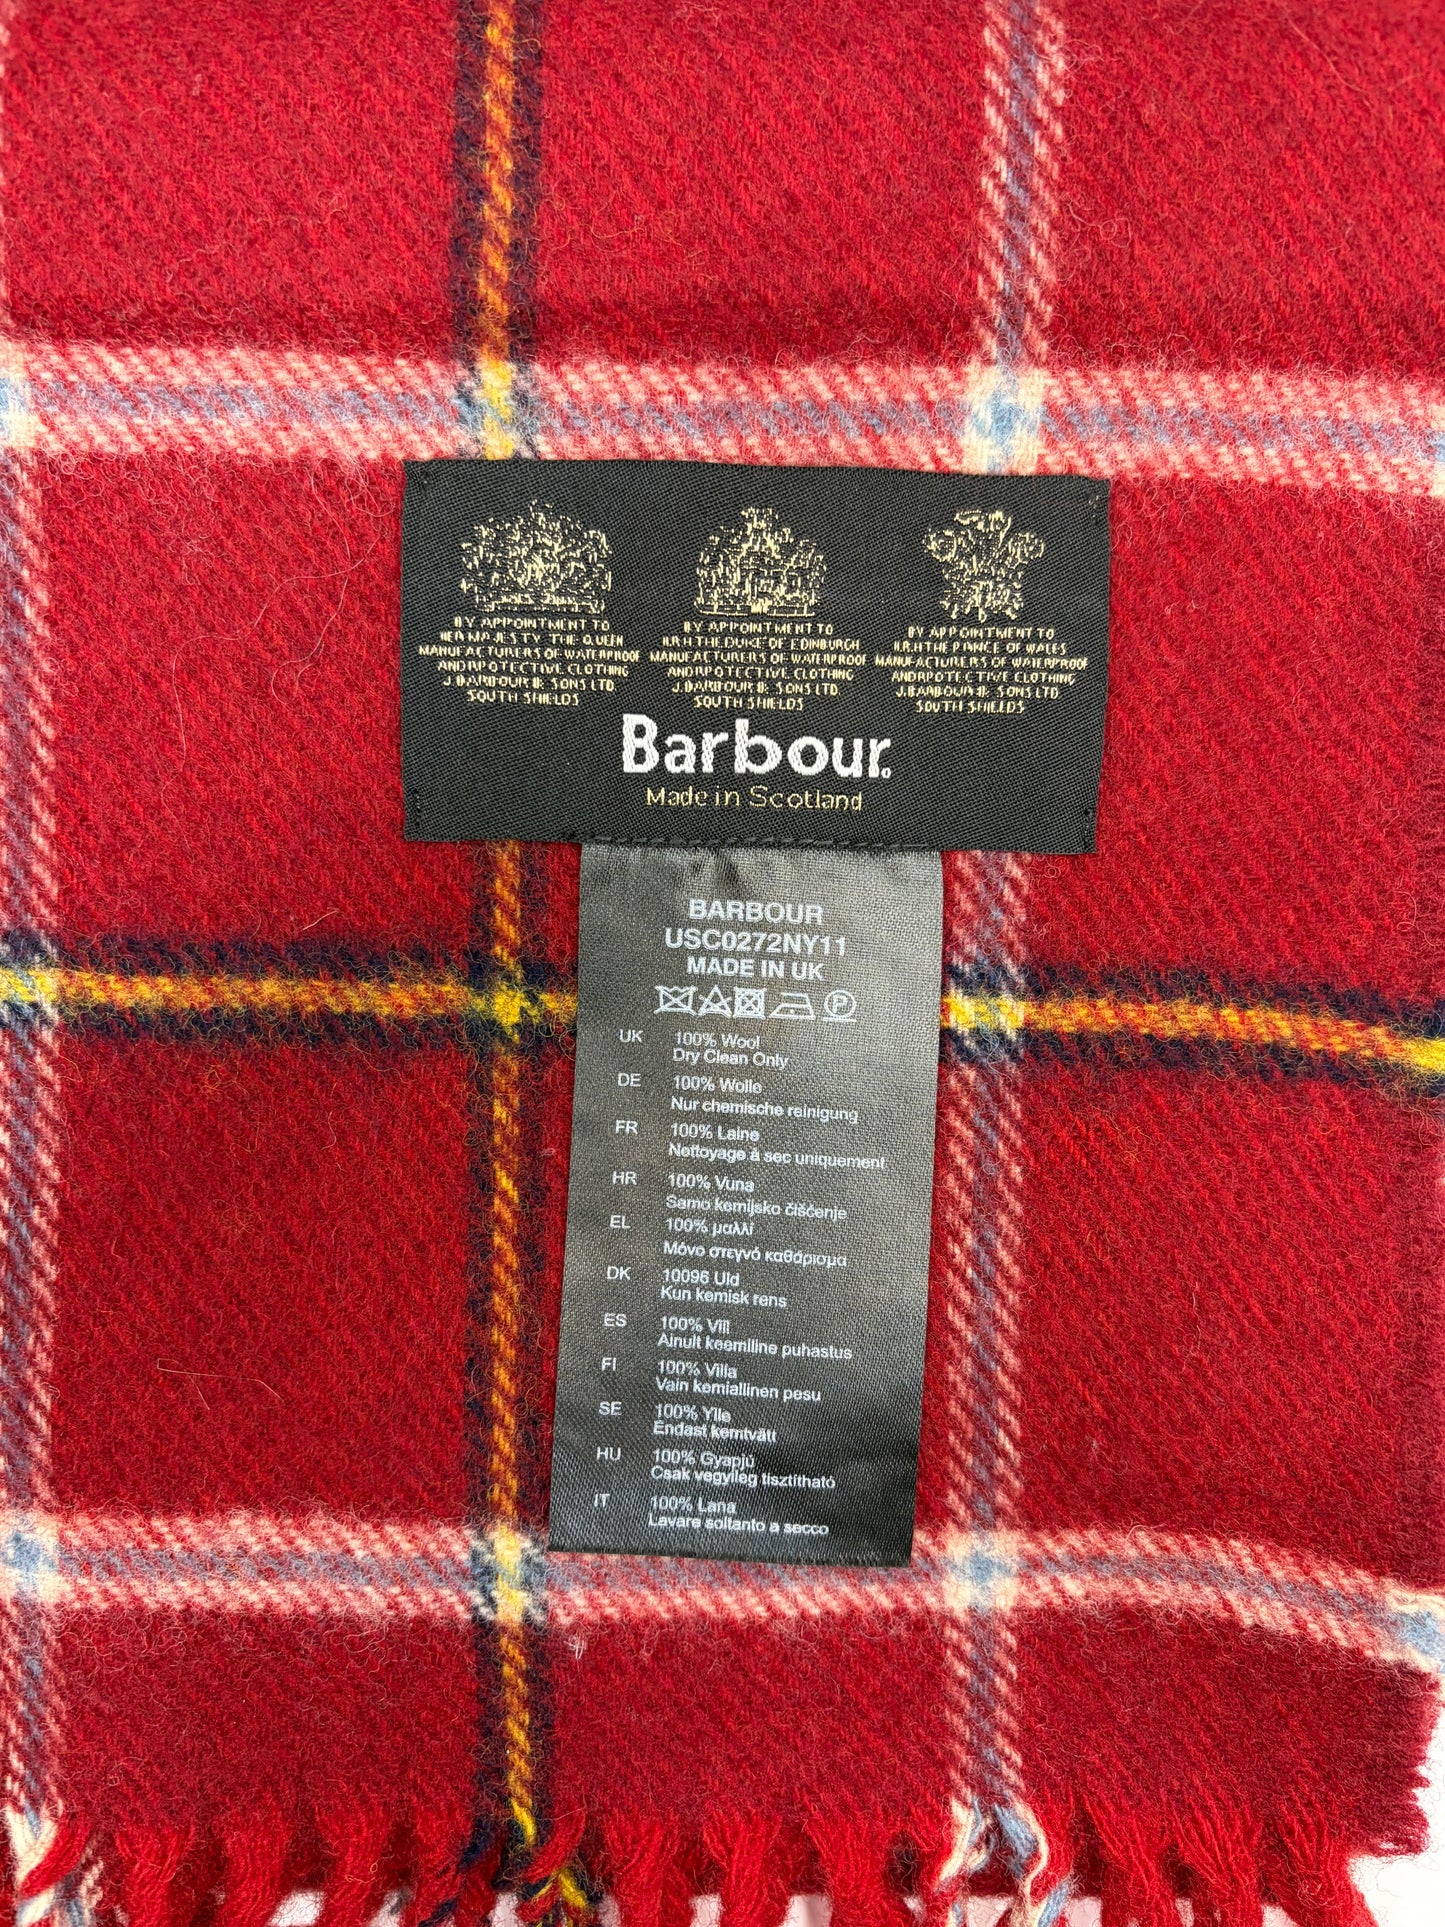 BY APPOINTMENT TO
HER MAJESTY THE QUEEN
MANUFACTURERS OF WATERPROOF
AND RPOTECTIVE CLOTHING
J. BARBOUR & SONS LTD
SOUTH SHIELDS
BY APPOINTMENT TO
H.R.H THE DUKE OF EDINBURGH
MANUFACTURERS OF WATERPROOF
AND RPOTECTIVE CLOTHING
J. BARBOUR & SONS LTD
SOUTH SHIELDS
BY APPOINTMENT TO
H.R.H THE PRINCE OF WALES
MANUFACTURERS OF WATERPROOF
AND RPOTECTIVE CLOTHING
J. BARBOUR & SONS LTD
SOUTH SHIELDS
Barbour
Made in Scotland
BARBOUR
USC0272NY11
MADE IN UK
P
UK 100% Wool
Dry Clean Only
DE 100% Wolle
Nur chemische reinigung
FR 100% Laine
Nettoyage à sec uniquement
HR 100% Vuna
Samo kemijsko čišćenje
EL 100% μαλλί
Μόνο στεγνό καθάρισμα
DK 10096 Uld
Kun kemisk rens
ES 100% Vill
Ainult keemiline puhastus
FI 100% Villa
Vain kemiallinen pesu
SE 100% Ylle
Endast kemtvätt
HU 100% Gyapjú
Csak vegyileg tisztítható
IT 100% Lana
Lavare soltanto a secco